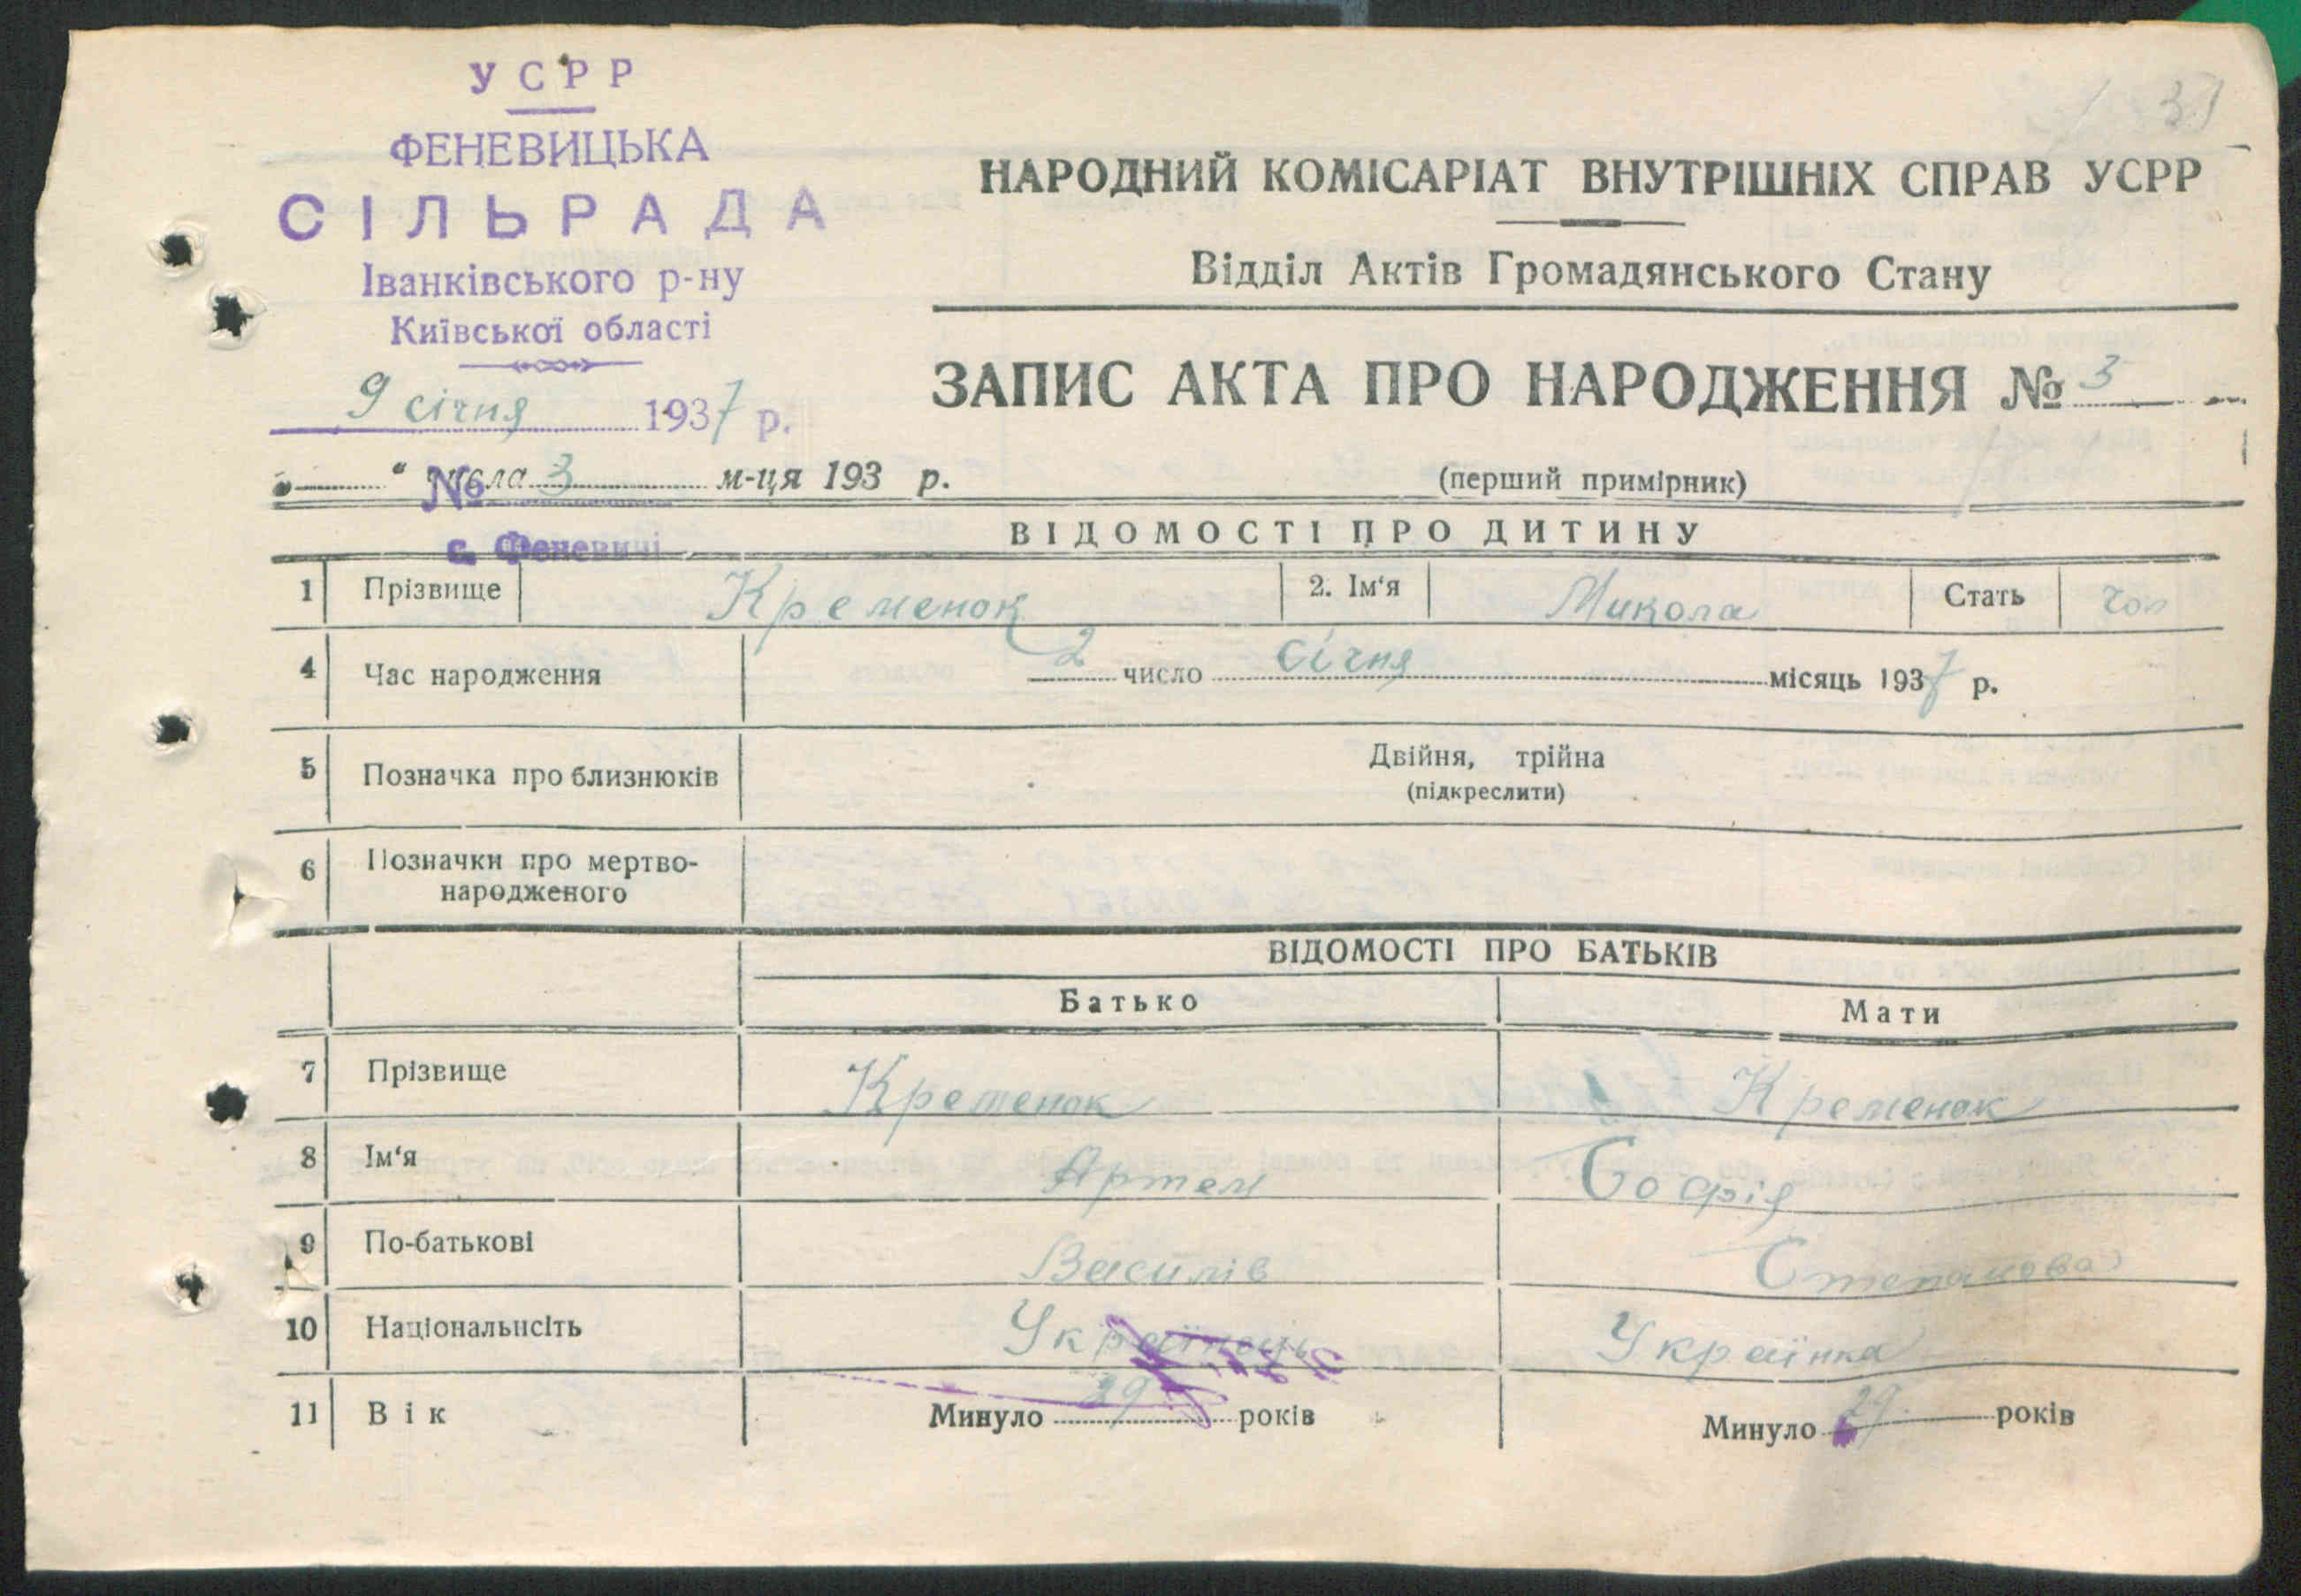 УСРР
ФЕНЕВИЦЬКА
СІЛЬРАДА
Іванківського р-ну
Київської області
9 січня 1937 р.
„ “ числа м-ця 193 р.
№ 3
с. Феневичі
31
НАРОДНИЙ КОМІСАРІАТ ВНУТРІШНІХ СПРАВ УСРР
Відділ Актів Громадянського Стану
ЗАПИС АКТА ПРО НАРОДЖЕННЯ № 3
(перший примірник)
ВІДОМОСТІ ПРО ДИТИНУ
1 Прізвище Кременок 2. Ім‘я Микола Стать чол
4 Час народження 2 число січня місяць 1937 р.
5 Позначка про близнюків Двійня, трійна
(підкреслити)
6 Позначки про мертво-
народженого
ВІДОМОСТІ ПРО БАТЬКІВ
Батько Мати
7 Прізвище Кременок Кременок
8 Ім‘я Артем Софія
9 По-батькові Василів Степанова
10 Національнсіть Українець Українка
11 Вік Минуло 29 років Минуло 29 років